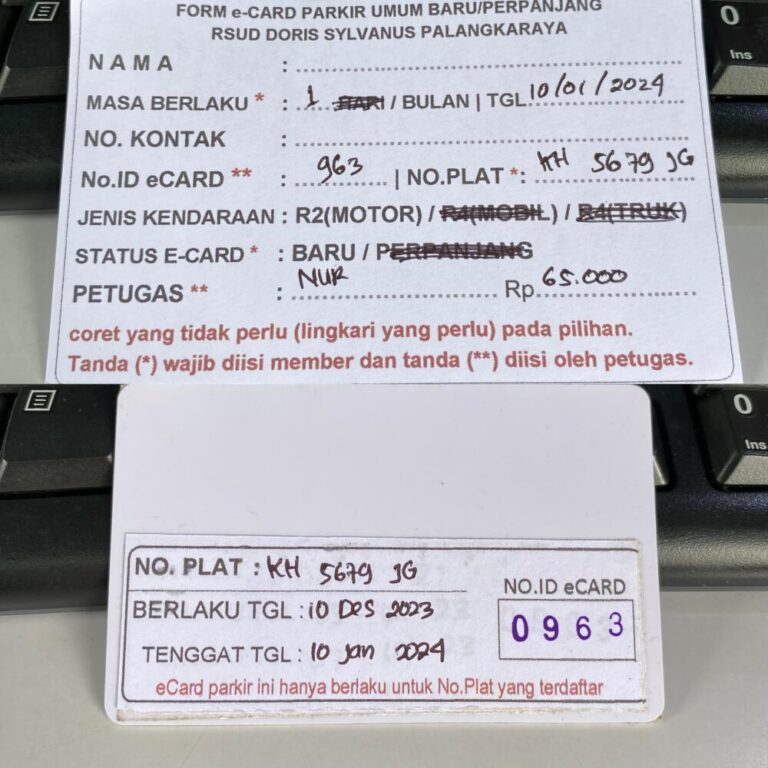 FORM e-CARD PARKIR UMUM BARU/PERPANJANG
RSUD DORIS SYLVANUS PALANGKARAYA
NAMA :
MASA BERLAKU * : 1 HARI / BULAN | TGL 10/01/2024
NO. KONTAK :
No.ID eCARD ** : 963 | NO.PLAT *: KH 5679 JG
JENIS KENDARAAN : R2(MOTOR) / R4(MOBIL) / R4(TRUK)
STATUS E-CARD * : BARU / PERPANJANG
PETUGAS ** : NUR Rp 65.000
coret yang tidak perlu (lingkari yang perlu) pada pilihan.
Tanda (*) wajib diisi member dan tanda (**) diisi oleh petugas.
0
Ins
0
Ins
NO. PLAT : KH 5679 JG
BERLAKU TGL : 10 Des 2023
TENGGAT TGL : 10 Jan 2024
NO.ID eCARD
0963
eCard parkir ini hanya berlaku untuk No.Plat yang terdaftar